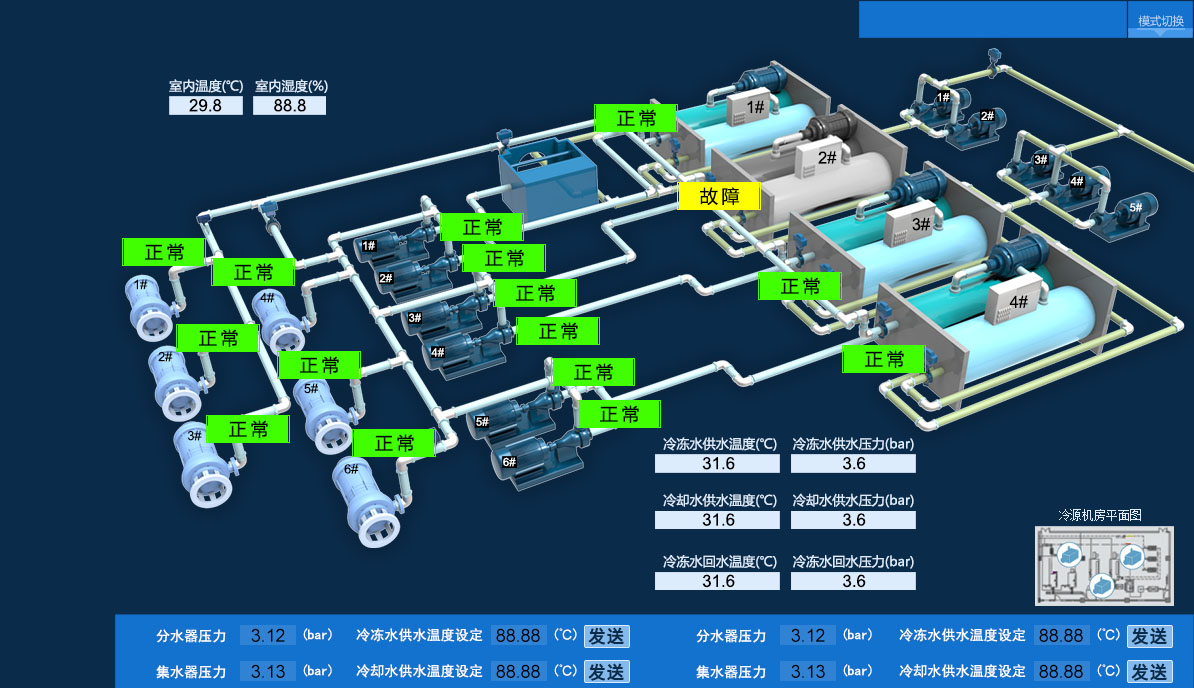 模式切换
室内温度(℃) 室内湿度(%)
29.8 88.8
正常
1#
2#
3#
4#
故障
正常
正常
1#
2#
3#
4#
5#
正常
正常
正常
正常
正常
正常
1#
2#
3#
4#
5#
6#
正常
正常
正常
正常
正常
正常
1#
4#
2#
5#
3#
6#
冷冻水供水温度(℃) 冷冻水供水压力(bar)
31.6 3.6
冷却水供水温度(℃) 冷却水供水压力(bar)
31.6 3.6
冷冻水回水温度(℃) 冷冻水回水压力(bar)
31.6 3.6
冷源机房平面图
分水器压力 3.12 (bar) 冷冻水供水温度设定 88.88 (℃) 发送 分水器压力 3.12 (bar) 冷冻水供水温度设定 88.88 (℃) 发送
集水器压力 3.13 (bar) 冷却水供水温度设定 88.88 (℃) 发送 集水器压力 3.13 (bar) 冷却水供水温度设定 88.88 (℃) 发送